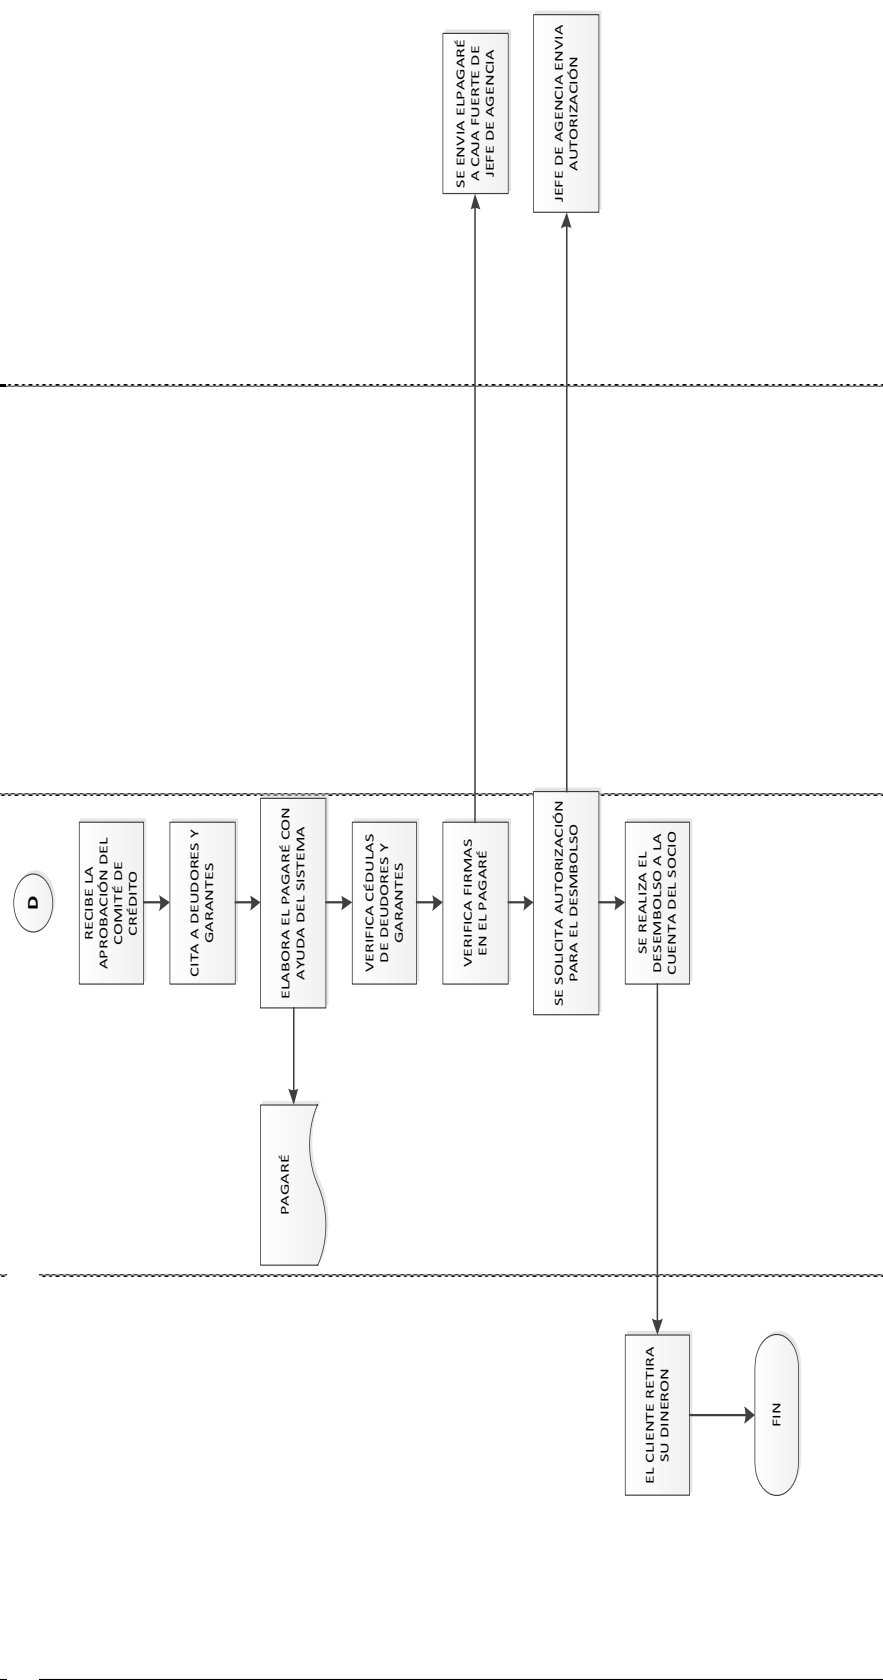 D
RECIBE LA
APROBACIÓN DEL
COMITÉ DE
CRÉDITO
CITA A DEUDORES Y
GARANTES
ELABORA EL PAGARÉ CON
AYUDA DEL SISTEMA
PAGARÉ
VERIFICA CÉDULAS
DE DEUDORES Y
GARANTES
VERIFICA FIRMAS
EN EL PAGARÉ
SE ENVIA ELPAGARÉ
A CAJA FUERTE DE
JEFE DE AGENCIA
SE SOLICITA AUTORIZACIÓN
PARA EL DESMBOLSO
JEFE DE AGENCIA ENVIA
AUTORIZACIÓN
SE REALIZA EL
DESEMBOLSO A LA
CUENTA DEL SOCIO
EL CLIENTE RETIRA
SU DINERON
FIN